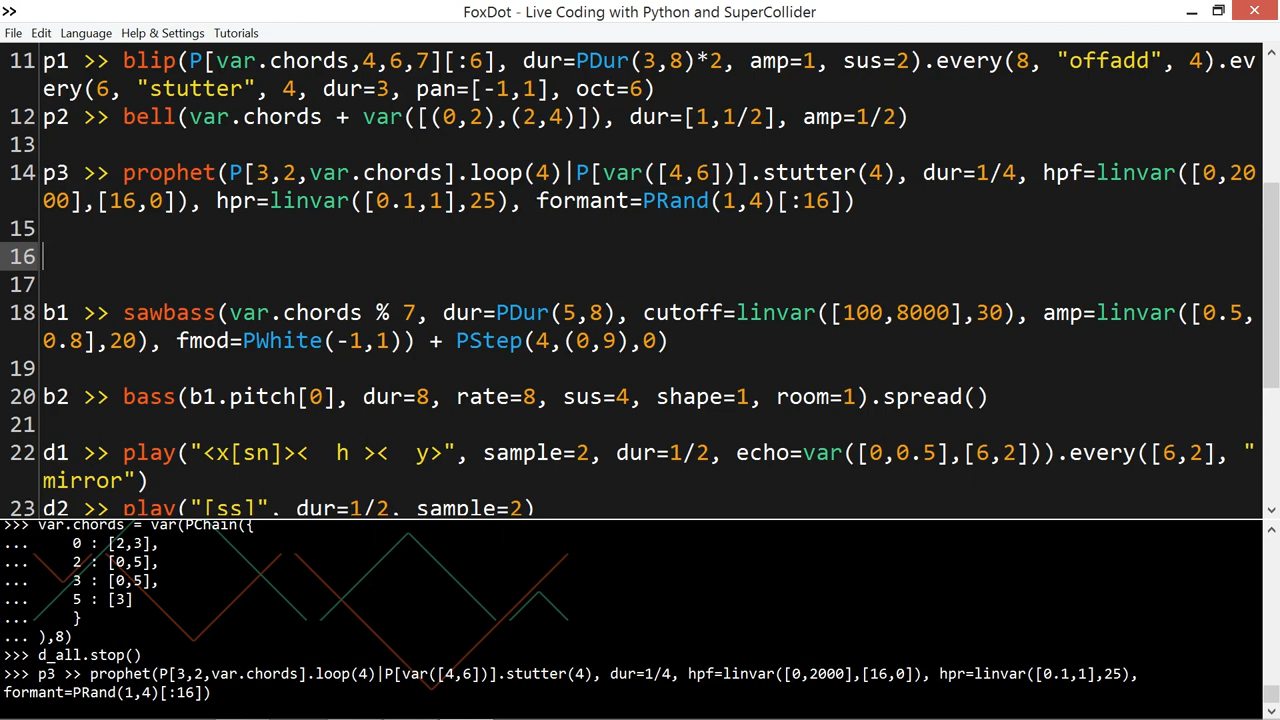 FoxDot - Live Coding with Python and SuperCollider
File Edit Language Help & Settings Tutorials
11 p1 >> blip(P[var.chords,4,6,7][:6], dur=PDur(3,8)*2, amp=1, sus=2).every(8, "offadd", 4).ev
ery(6, "stutter", 4, dur=3, pan=[-1,1], oct=6)
12 p2 >> bell(var.chords + var([(0,2),(2,4)]), dur=[1,1/2], amp=1/2)
13
14 p3 >> prophet(P[3,2,var.chords].loop(4)|P[var([4,6])].stutter(4), dur=1/4, hpf=linvar([0,20
00],[16,0]), hpr=linvar([0.1,1],25), formant=PRand(1,4)[:16])
15
16
17
18 b1 >> sawbass(var.chords % 7, dur=PDur(5,8), cutoff=linvar([100,8000],30), amp=linvar([0.5,
0.8],20), fmod=PWhite(-1,1)) + PStep(4,(0,9),0)
19
20 b2 >> bass(b1.pitch[0], dur=8, rate=8, sus=4, shape=1, room=1).spread()
21
22 d1 >> play("<x[sn]><  h ><  y>", sample=2, dur=1/2, echo=var([0,0.5],[6,2])).every([6,2], "
mirror")
23 d2 >> play("[ss]", dur=1/2, sample=2)
>>> var.chords = var(PChain({
...     0 : [2,3],
...     2 : [0,5],
...     3 : [0,5],
...     5 : [3]
...     }
... ),8)
>>> d_all.stop()
>>> p3 >> prophet(P[3,2,var.chords].loop(4)|P[var([4,6])].stutter(4), dur=1/4, hpf=linvar([0,2000],[16,0]), hpr=linvar([0.1,1],25),
formant=PRand(1,4)[:16])